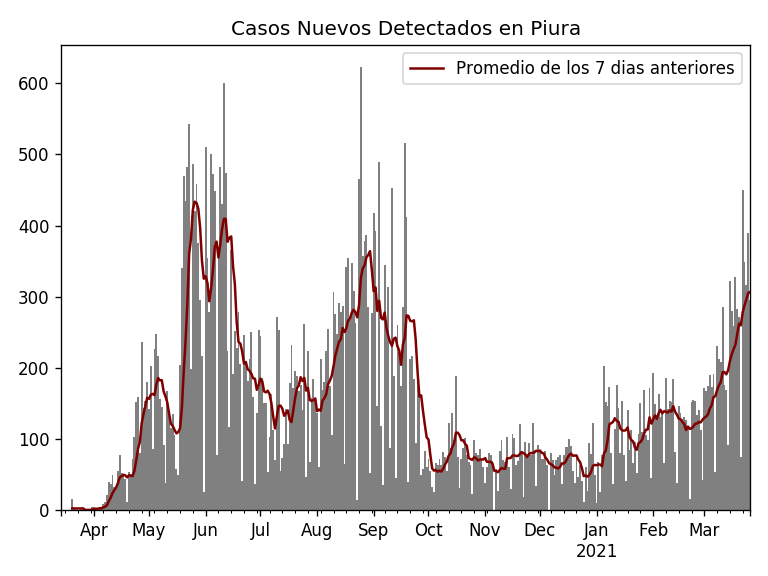 Casos Nuevos Detectados en Piura
Promedio de los 7 dias anteriores
600
500
400
300
200
100
0
Apr May Jun Jul Aug Sep Oct Nov Dec Jan Feb Mar
2021